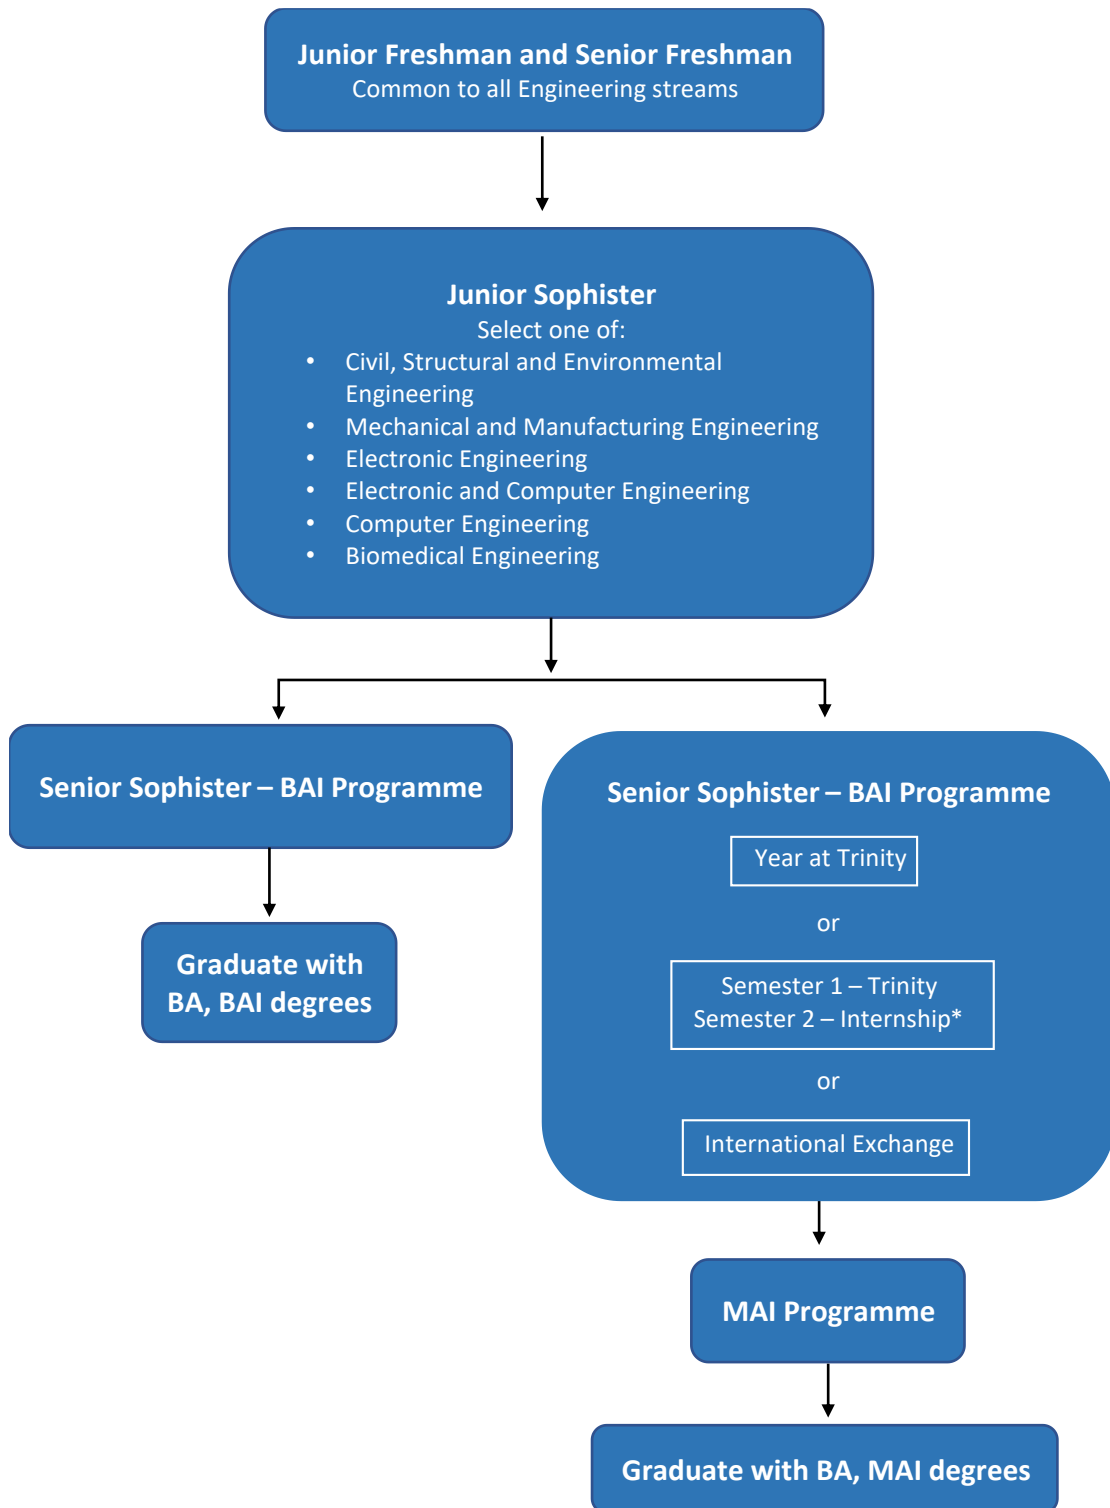 Junior Freshman and Senior Freshman
Common to all Engineering streams
Junior Sophister
Select one of:
• Civil, Structural and Environmental
Engineering
• Mechanical and Manufacturing Engineering
• Electronic Engineering
• Electronic and Computer Engineering
• Computer Engineering
• Biomedical Engineering
Senior Sophister – BAI Programme
Graduate with
BA, BAI degrees
Senior Sophister – BAI Programme
Year at Trinity
or
Semester 1 – Trinity
Semester 2 – Internship*
or
International Exchange
MAI Programme
Graduate with BA, MAI degrees